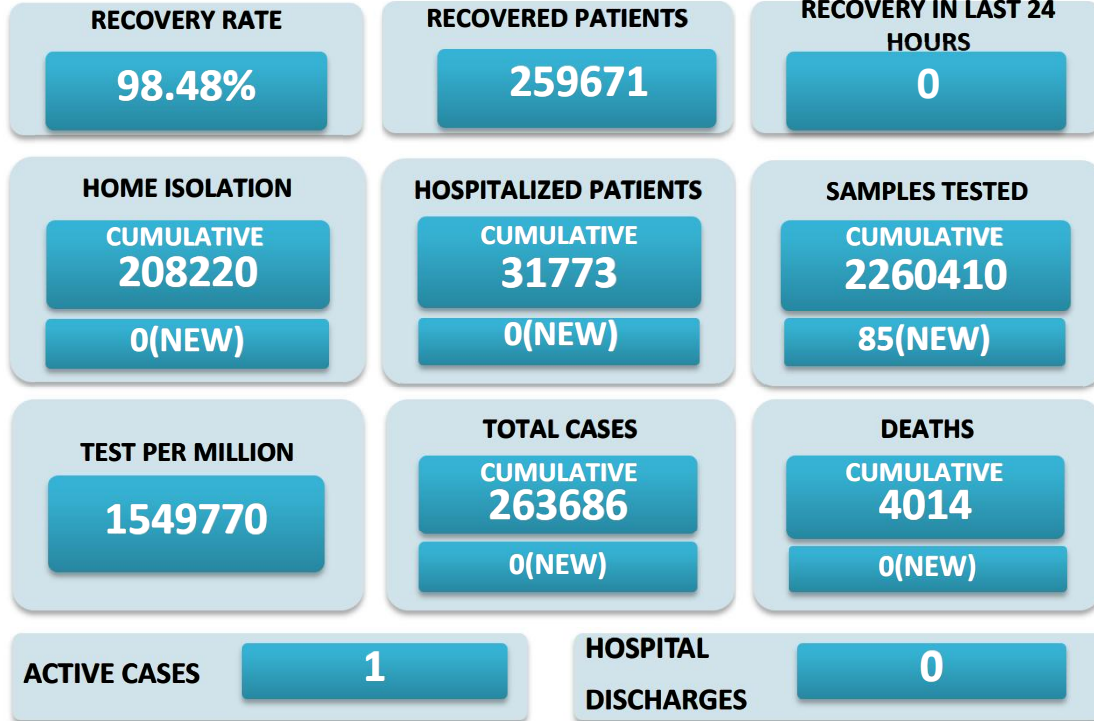 RECOVERY RATE
98.48%
RECOVERED PATIENTS
259671
RECOVERY IN LAST 24
HOURS
0
HOME ISOLATION
CUMULATIVE
208220
0(NEW)
HOSPITALIZED PATIENTS
CUMULATIVE
31773
0(NEW)
SAMPLES TESTED
CUMULATIVE
2260410
85(NEW)
TEST PER MILLION
1549770
TOTAL CASES
CUMULATIVE
263686
0(NEW)
DEATHS
CUMULATIVE
4014
0(NEW)
ACTIVE CASES
1
HOSPITAL
DISCHARGES
0